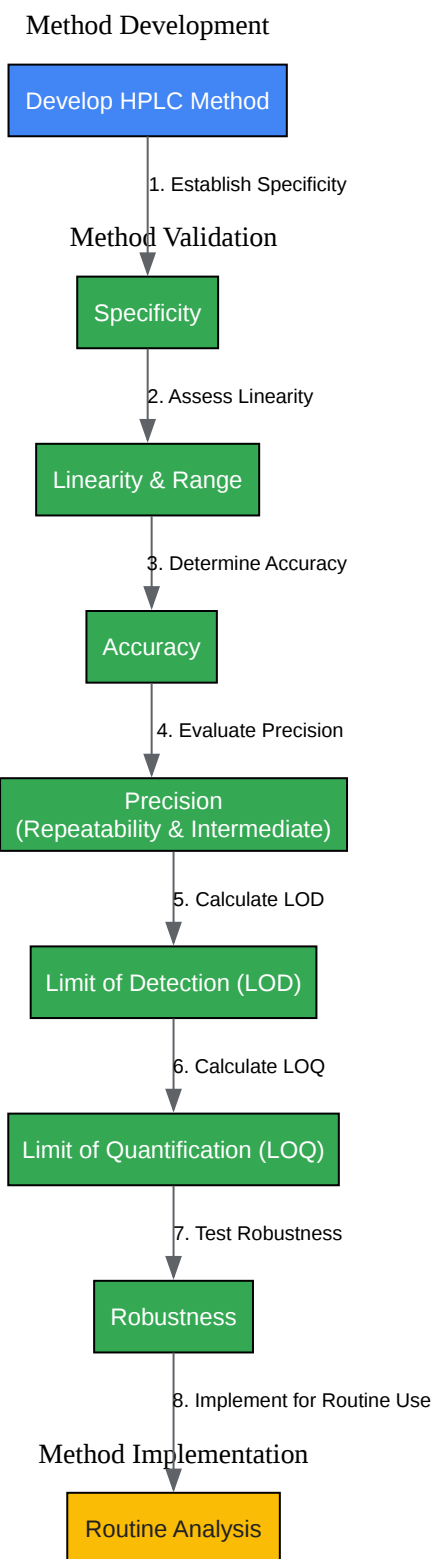 Method Development
Develop HPLC Method
1. Establish Specificity
Method Validation
Specificity
2. Assess Linearity
Linearity & Range
3. Determine Accuracy
Accuracy
4. Evaluate Precision
Precision
(Repeatability & Intermediate)
5. Calculate LOD
Limit of Detection (LOD)
6. Calculate LOQ
Limit of Quantification (LOQ)
7. Test Robustness
Robustness
8. Implement for Routine Use
Method Implementation
Routine Analysis